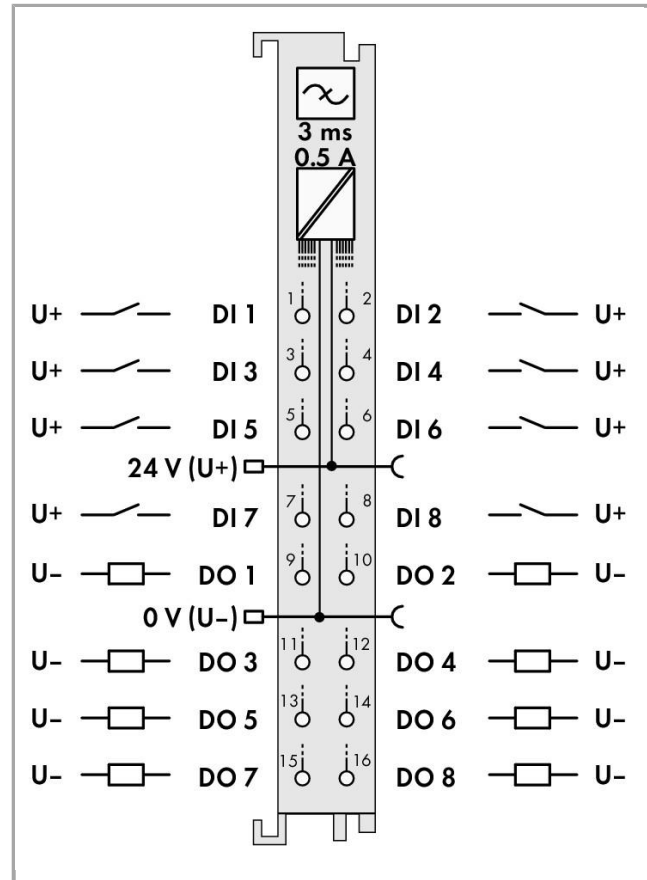 3 ms
0.5 A
1 2
U+ DI 1 DI 2 U+
3 4
U+ DI 3 DI 4 U+
5 6
U+ DI 5 DI 6 U+
24 V (U+)
7 8
U+ DI 7 DI 8 U+
9 10
U– DO 1 DO 2 U–
0 V (U–)
11 12
U– DO 3 DO 4 U–
13 14
U– DO 5 DO 6 U–
15 16
U– DO 7 DO 8 U–